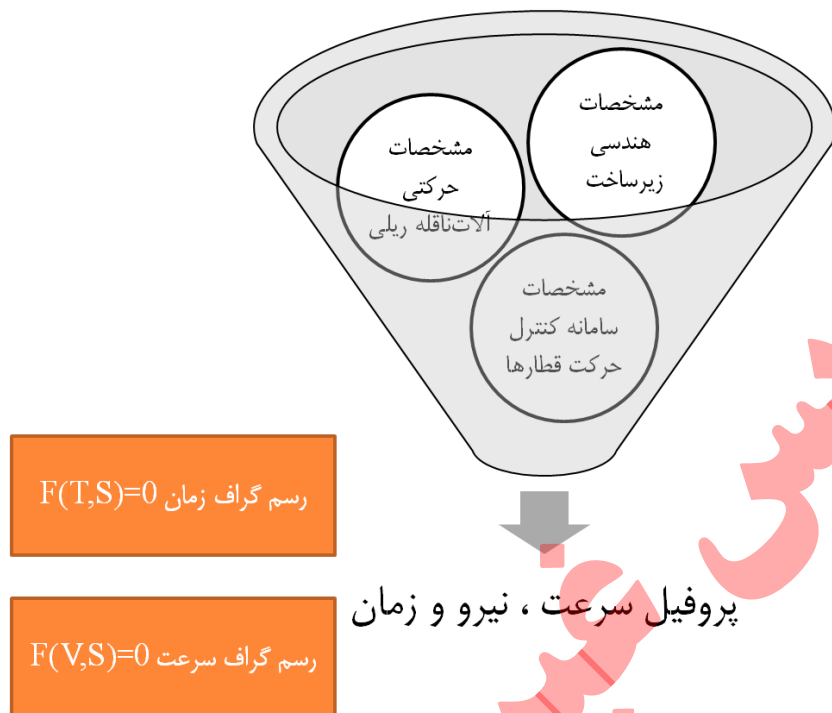 مشخصات
هندسی
زیرساخت
مشخصات
حرکتی
آلات‌ناقله ریلی
مشخصات
سامانه کنترل
حرکت قطارها
رسم گراف زمان F(T,S)=0
پروفیل سرعت ، نیرو و زمان
رسم گراف سرعت F(V,S)=0